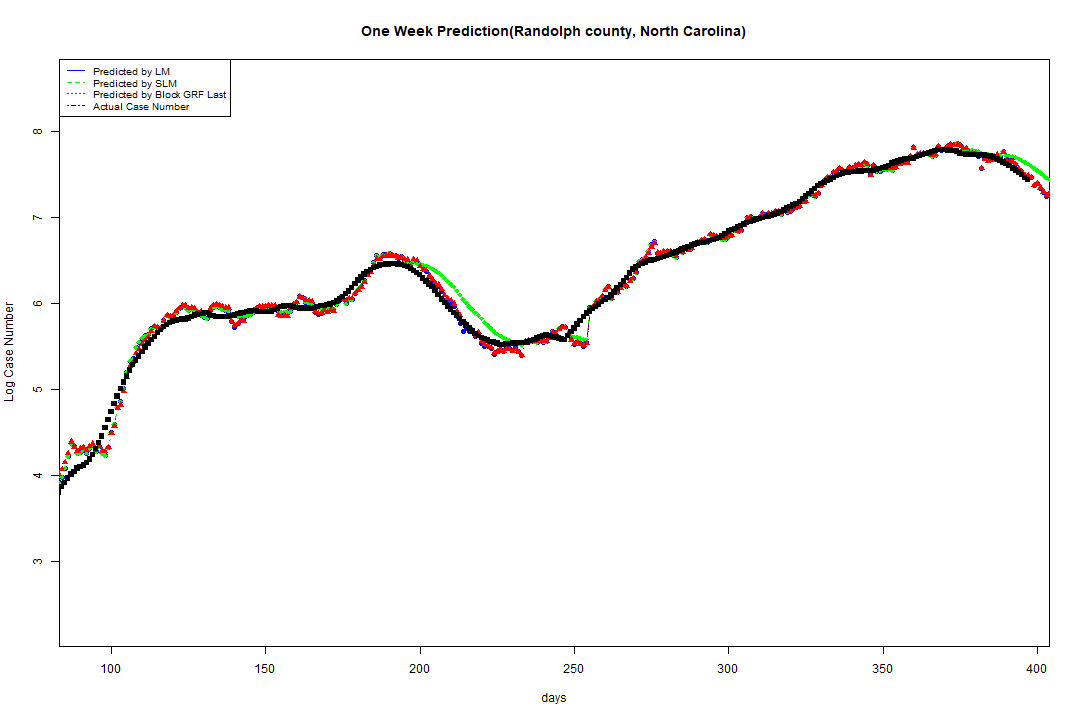 One Week Prediction(Randolph county, North Carolina)
Predicted by LM
Predicted by SLM
Predicted by Block GRF Last
Actual Case Number
8
7
6
5
4
3
Log Case Number
100 150 200 250 300 350 400
days